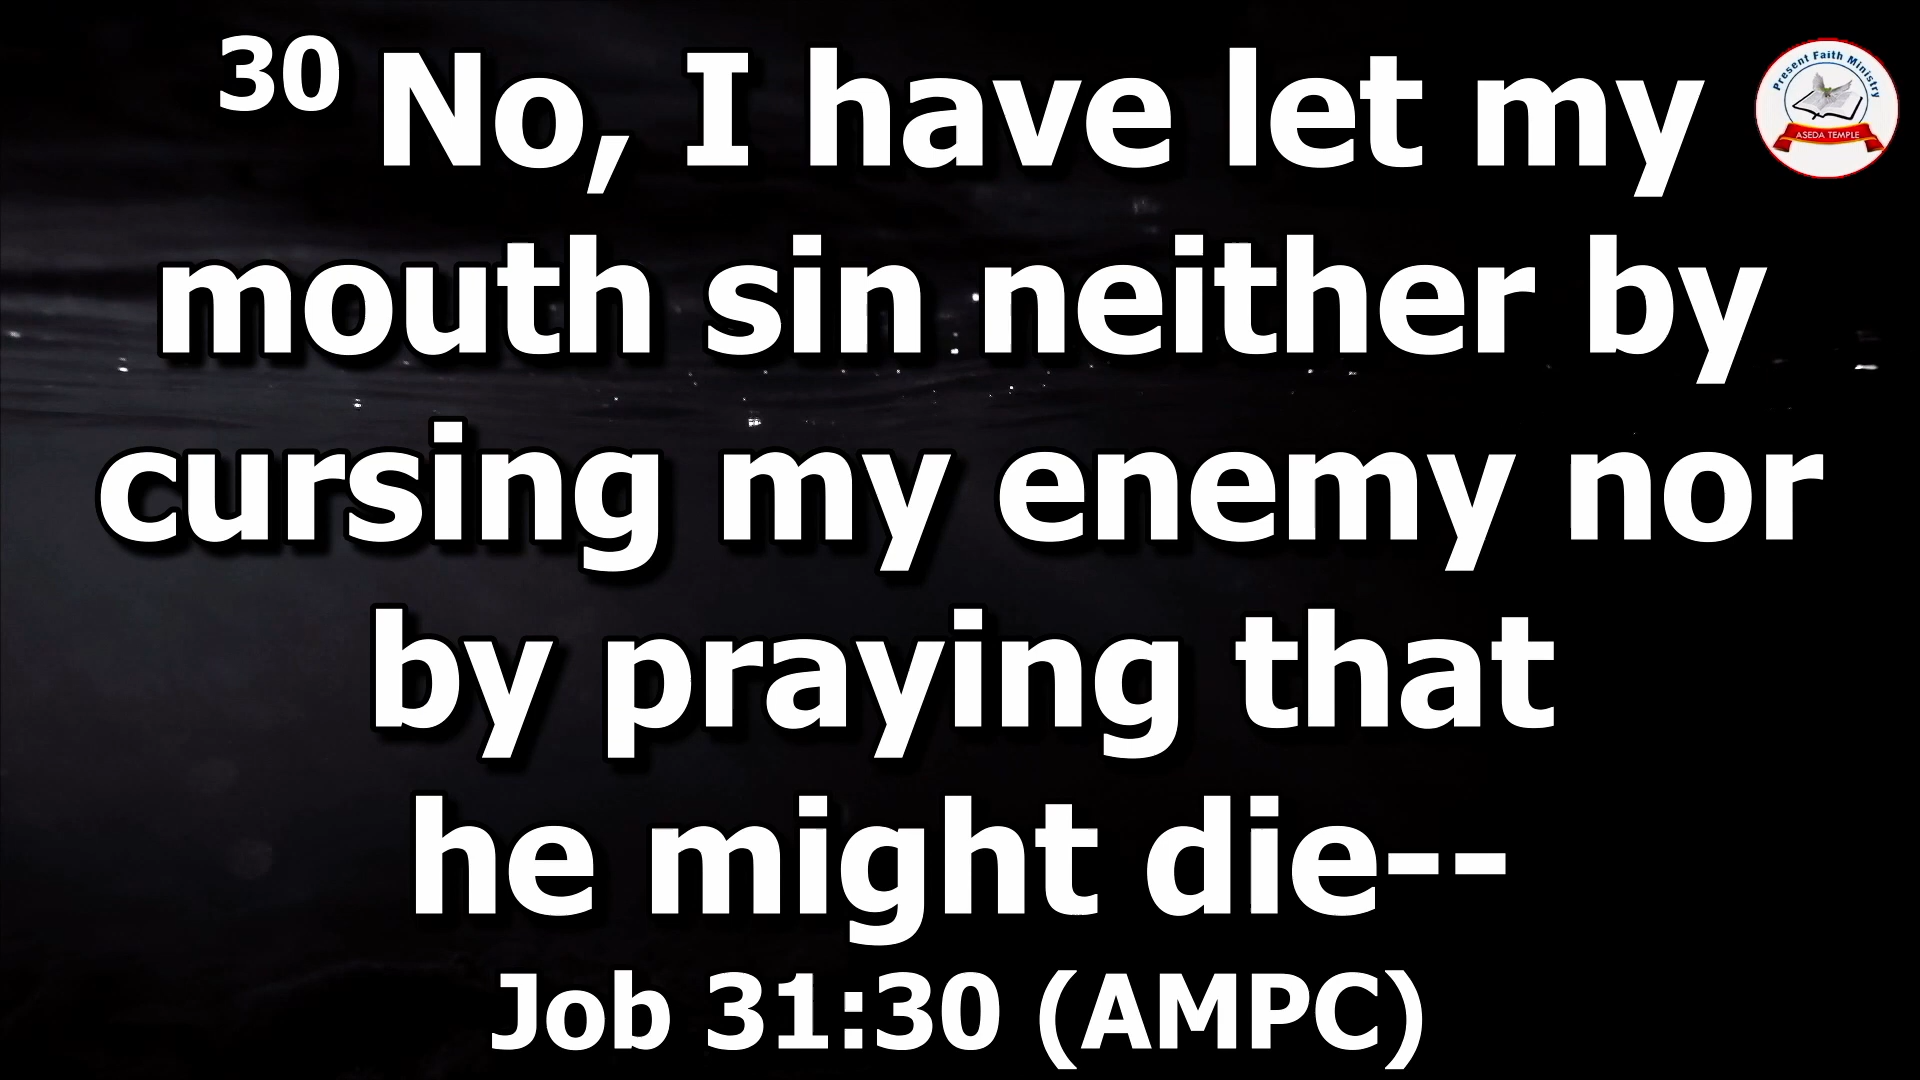 30 No, I have let my
mouth sin neither by
cursing my enemy nor
by praying that
he might die--
Job 31:30 (AMPC)
Present Faith Ministry
ASEDA TEMPLE